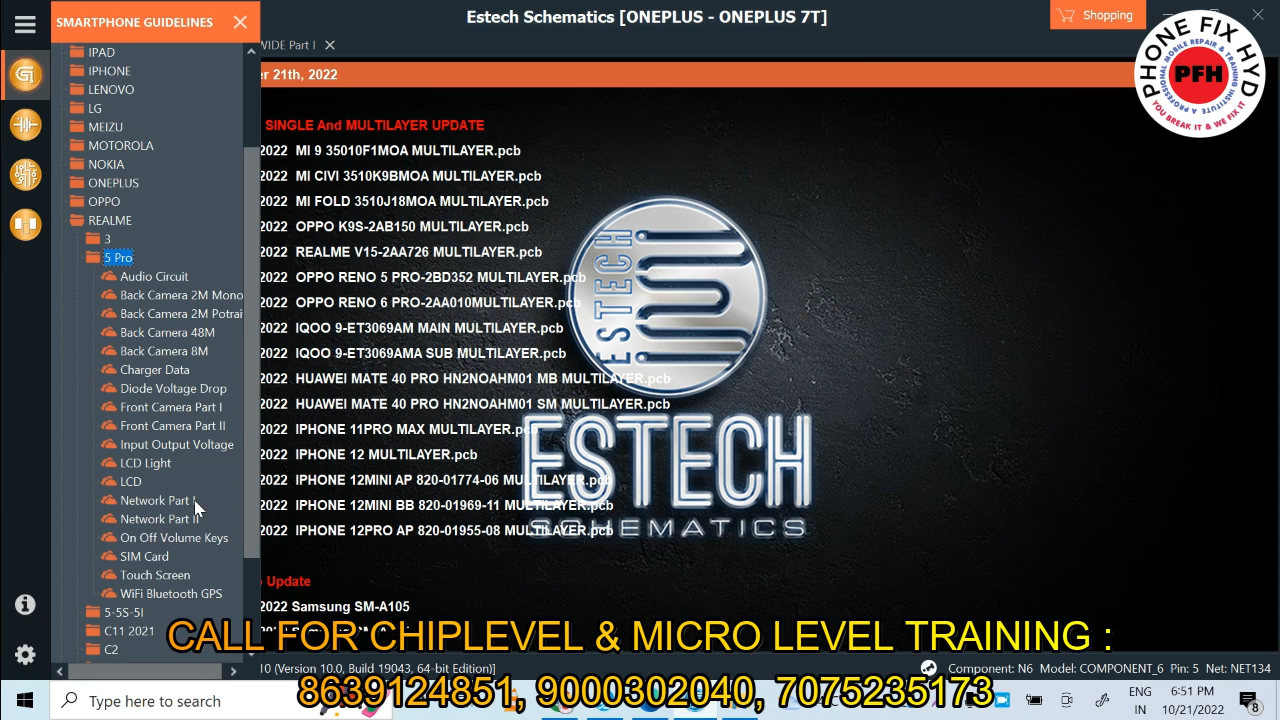 SMARTPHONE GUIDELINES
Estech Schematics [ONEPLUS - ONEPLUS 7T]
Shopping
WIDE Part I
IPAD
IPHONE
LENOVO
LG
MEIZU
MOTOROLA
NOKIA
ONEPLUS
OPPO
REALME
3
5 Pro
Audio Circuit
Back Camera 2M Mono
Back Camera 2M Potrai
Back Camera 48M
Back Camera 8M
Charger Data
Diode Voltage Drop
Front Camera Part I
Front Camera Part II
Input Output Voltage
LCD Light
LCD
Network Part I
Network Part II
On Off Volume Keys
SIM Card
Touch Screen
WiFi Bluetooth GPS
5-5S-5I
C11 2021
C2
er 21th, 2022
SINGLE And MULTILAYER UPDATE
2022 MI 9 35010F1MOA MULTILAYER.pcb
2022 MI CIVI 3510K9BMOA MULTILAYER.pcb
2022 MI FOLD 3510J18MOA MULTILAYER.pcb
2022 OPPO K9S-2AB150 MULTILAYER.pcb
2022 REALME V15-2AA726 MULTILAYER.pcb
2022 OPPO RENO 5 PRO-2BD352 MULTILAYER.pcb
2022 OPPO RENO 6 PRO-2AA010MULTILAYER.pcb
2022 IQOO 9-ET3069AM MAIN MULTILAYER.pcb
2022 IQOO 9-ET3069AMA SUB MULTILAYER.pcb
2022 HUAWEI MATE 40 PRO HN2NOAHM01 MB MULTILAYER.pcb
2022 HUAWEI MATE 40 PRO HN2NOAHM01 SM MULTILAYER.pcb
2022 IPHONE 11PRO MAX MULTILAYER.pcb
2022 IPHONE 12 MULTILAYER.pcb
2022 IPHONE 12MINI AP 820-01774-06 MULTILAYER.pcb
2022 IPHONE 12MINI BB 820-01969-11 MULTILAYER.pcb
2022 IPHONE 12PRO AP 820-01955-08 MULTILAYER.pcb
Update
2022 Samsung SM-A105
ESTECH
ESTECH
SCHEMATICS
PHONE FIX HYD
PROFESSIONAL MOBILE REPAIR & TRAINING INSTITUTE
PFH
YOU BREAK IT & WE FIX IT
CALL FOR CHIPLEVEL & MICRO LEVEL TRAINING :
10 (Version 10.0, Build 19043, 64-bit Edition)]
Component: N6 Model: COMPONENT_6 Pin: 5 Net: NET134
8639124851, 9000302040, 7075235173
Type here to search
ENG
IN
6:51 PM
10/21/2022
8